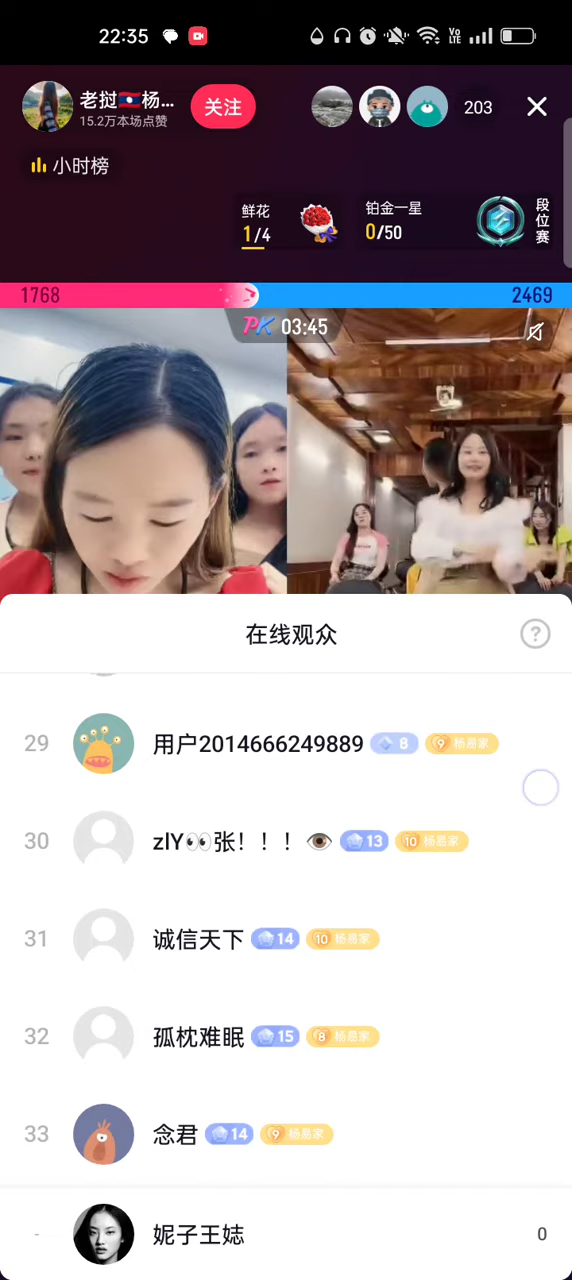 22:35
老挝🇱🇦杨...
15.2万本场点赞
关注
203
小时榜
鲜花
1/4
铂金一星
0/50
段位赛
1768
2469
PK 03:45
在线观众
?
29 用户2014666249889 8 9 杨易家
30 zlY👀张！！！👁 13 10 杨易家
31 诚信天下 14 10 杨易家
32 孤枕难眠 15 8 杨易家
33 念君 14 9 杨易家
- 妮子王娡 0